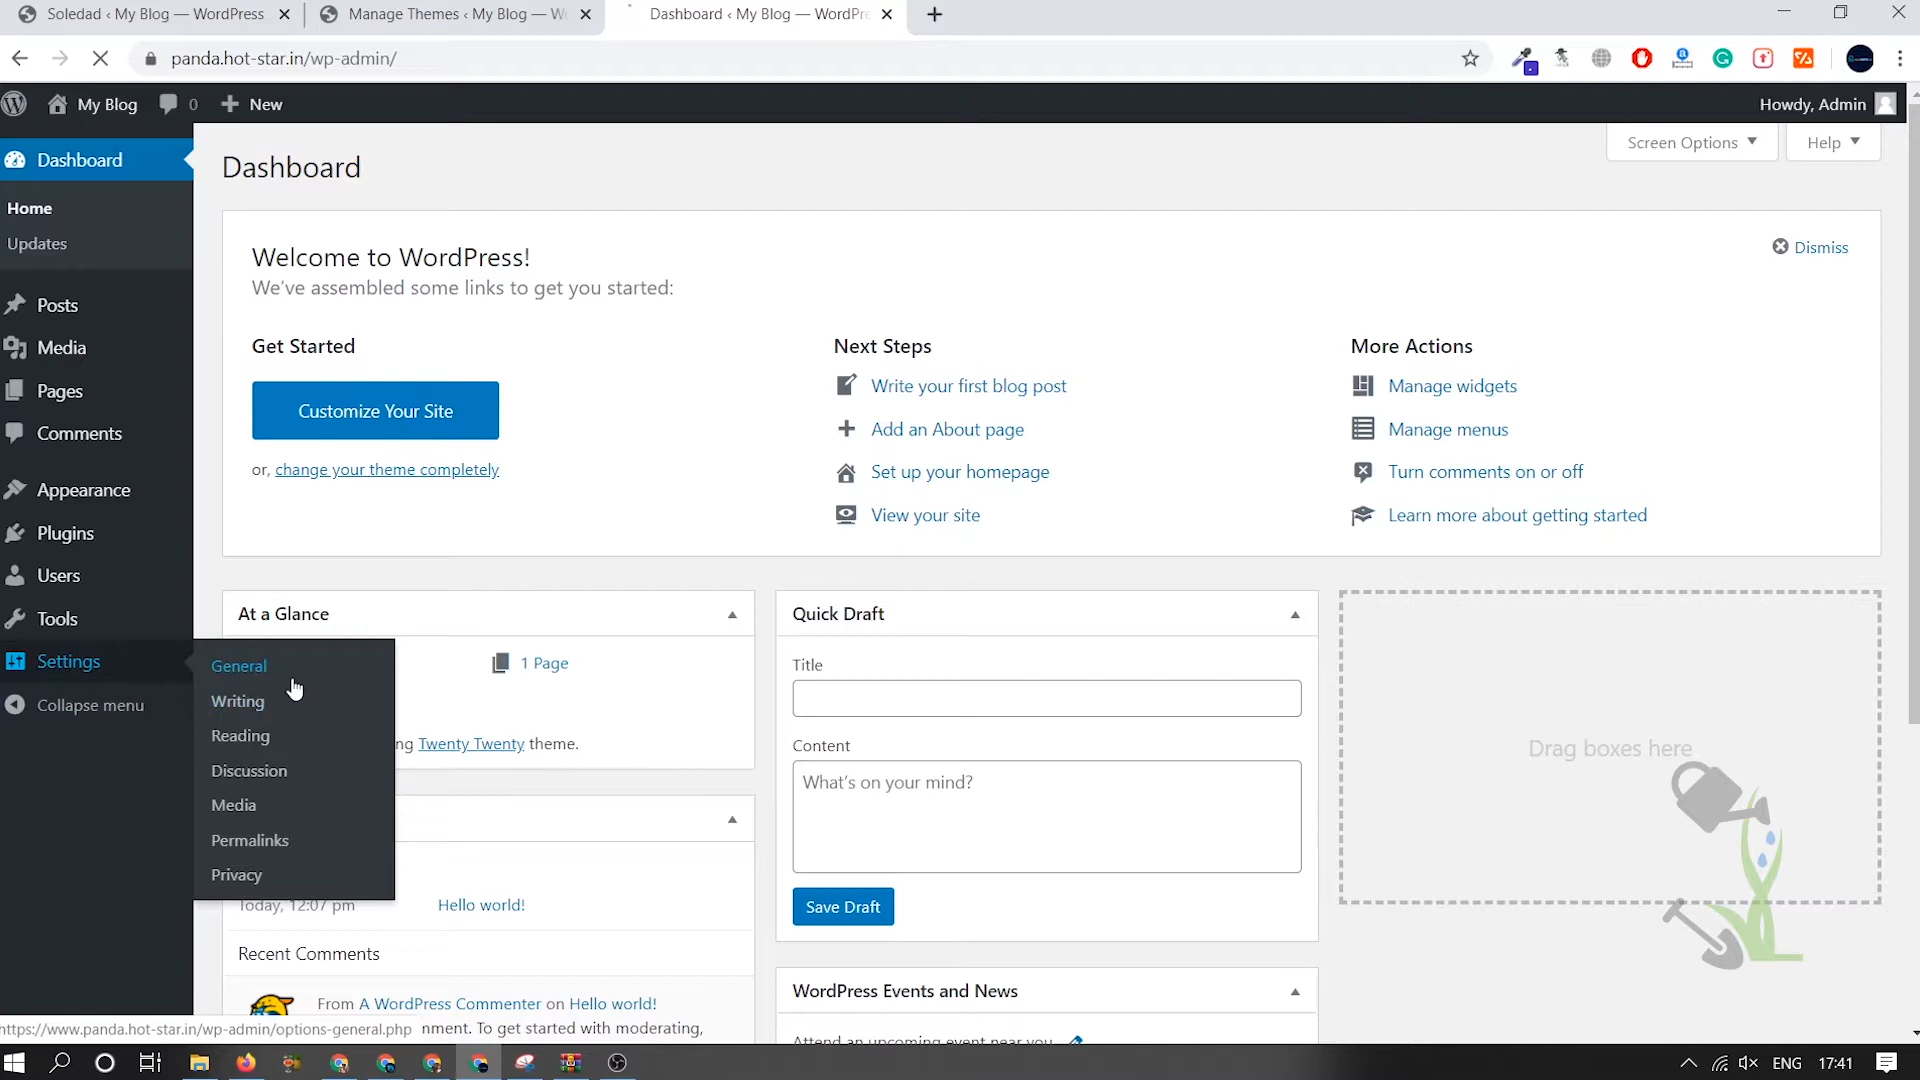 Soledad ‹ My Blog — WordPress
Manage Themes ‹ My Blog — Wo
Dashboard ‹ My Blog — WordPre
panda.hot-star.in/wp-admin/
My Blog
0
New
Howdy, Admin
Dashboard
Home
Updates
Posts
Media
Pages
Comments
Appearance
Plugins
Users
Tools
Settings
Collapse menu
General
Writing
Reading
Discussion
Media
Permalinks
Privacy
Dashboard
Screen Options
Help
Welcome to WordPress!
We've assembled some links to get you started:
Dismiss
Get Started
Customize Your Site
or, change your theme completely
Next Steps
Write your first blog post
Add an About page
Set up your homepage
View your site
More Actions
Manage widgets
Manage menus
Turn comments on or off
Learn more about getting started
At a Glance
1 Page
ng Twenty Twenty theme.
Today, 12:07 pm
Hello world!
Recent Comments
From A WordPress Commenter on Hello world!
nment. To get started with moderating,
Quick Draft
Title
Content
What's on your mind?
Save Draft
WordPress Events and News
Attend an upcoming event near you.
Drag boxes here
https://www.panda.hot-star.in/wp-admin/options-general.php
ENG
17:41